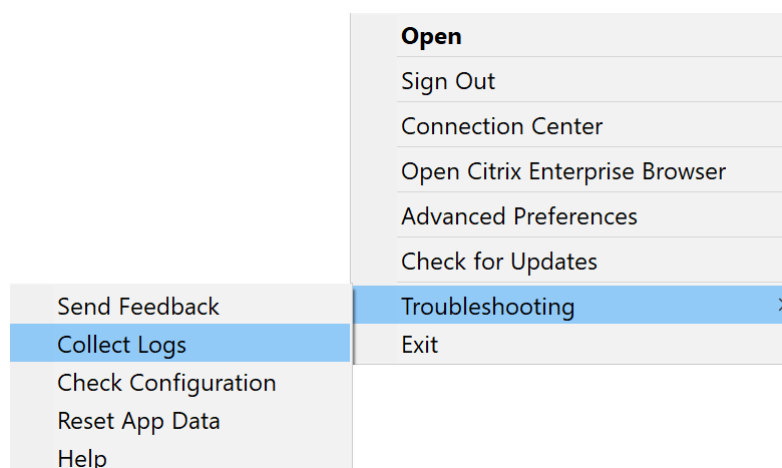 Open
Sign Out
Connection Center
Open Citrix Enterprise Browser
Advanced Preferences
Check for Updates
Troubleshooting
Exit
Send Feedback
Collect Logs
Check Configuration
Reset App Data
Help